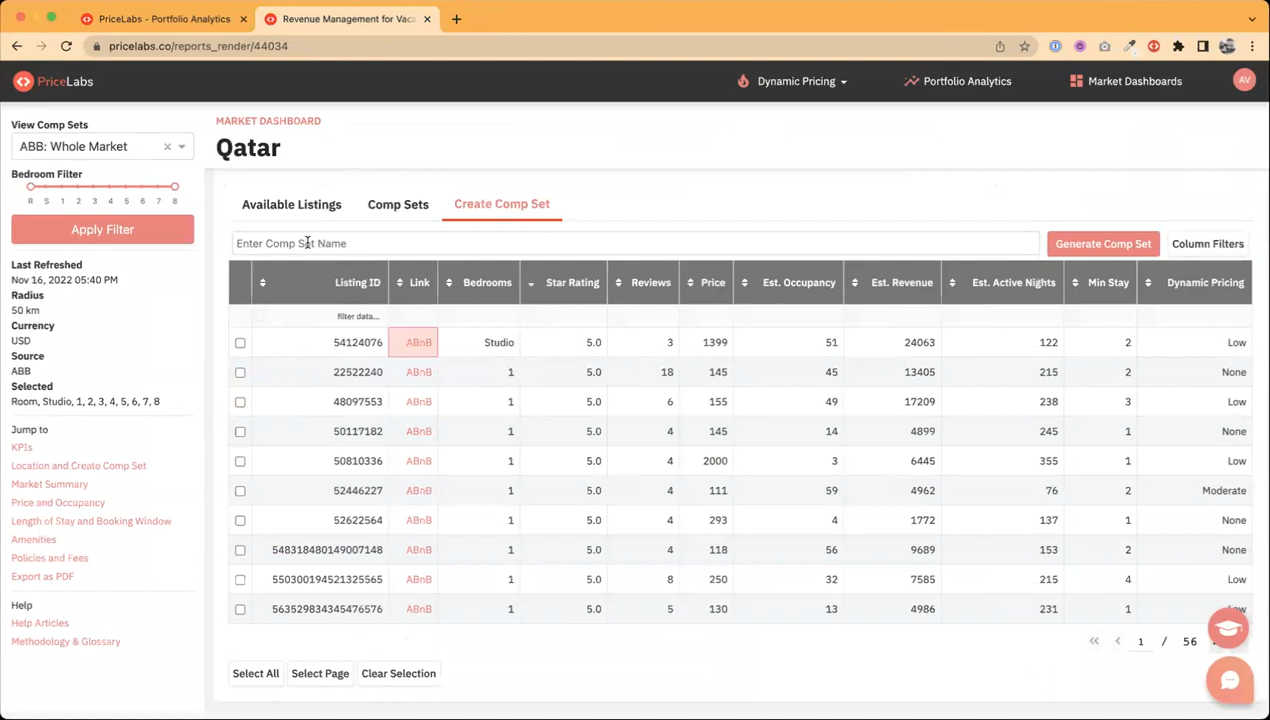 PriceLabs - Portfolio Analytics
Revenue Management for Vaca
pricelabs.co/reports_render/44034
PriceLabs
Dynamic Pricing
Portfolio Analytics
Market Dashboards
AV
View Comp Sets
ABB: Whole Market
Bedroom Filter
R S 1 2 3 4 5 6 7 8
Apply Filter
Last Refreshed
Nov 16, 2022 05:40 PM
Radius
50 km
Currency
USD
Source
ABB
Selected
Room, Studio, 1, 2, 3, 4, 5, 6, 7, 8
Jump to
KPIs
Location and Create Comp Set
Market Summary
Price and Occupancy
Length of Stay and Booking Window
Amenities
Policies and Fees
Export as PDF
Help
Help Articles
Methodology & Glossary
MARKET DASHBOARD
Qatar
Available Listings Comp Sets Create Comp Set
Enter Comp Set Name
Generate Comp Set
Column Filters
Listing ID Link Bedrooms Star Rating Reviews Price Est. Occupancy Est. Revenue Est. Active Nights Min Stay Dynamic Pricing
filter data...
54124076 ABnB Studio 5.0 3 1399 51 24063 122 2 Low
22522240 ABnB 1 5.0 18 145 45 13405 215 2 None
48097553 ABnB 1 5.0 6 155 49 17209 238 3 Low
50117182 ABnB 1 5.0 4 145 14 4899 245 1 None
50810336 ABnB 1 5.0 4 2000 3 6445 355 1 Low
52446227 ABnB 1 5.0 4 111 59 4962 76 2 Moderate
52622564 ABnB 1 5.0 4 293 4 1772 137 1 None
548318480149007148 ABnB 1 5.0 4 118 56 9689 153 2 None
550300194521325565 ABnB 1 5.0 8 250 32 7585 215 4 Low
563529834345476576 ABnB 1 5.0 5 130 13 4986 231 1 Low
1 / 56
Select All Select Page Clear Selection